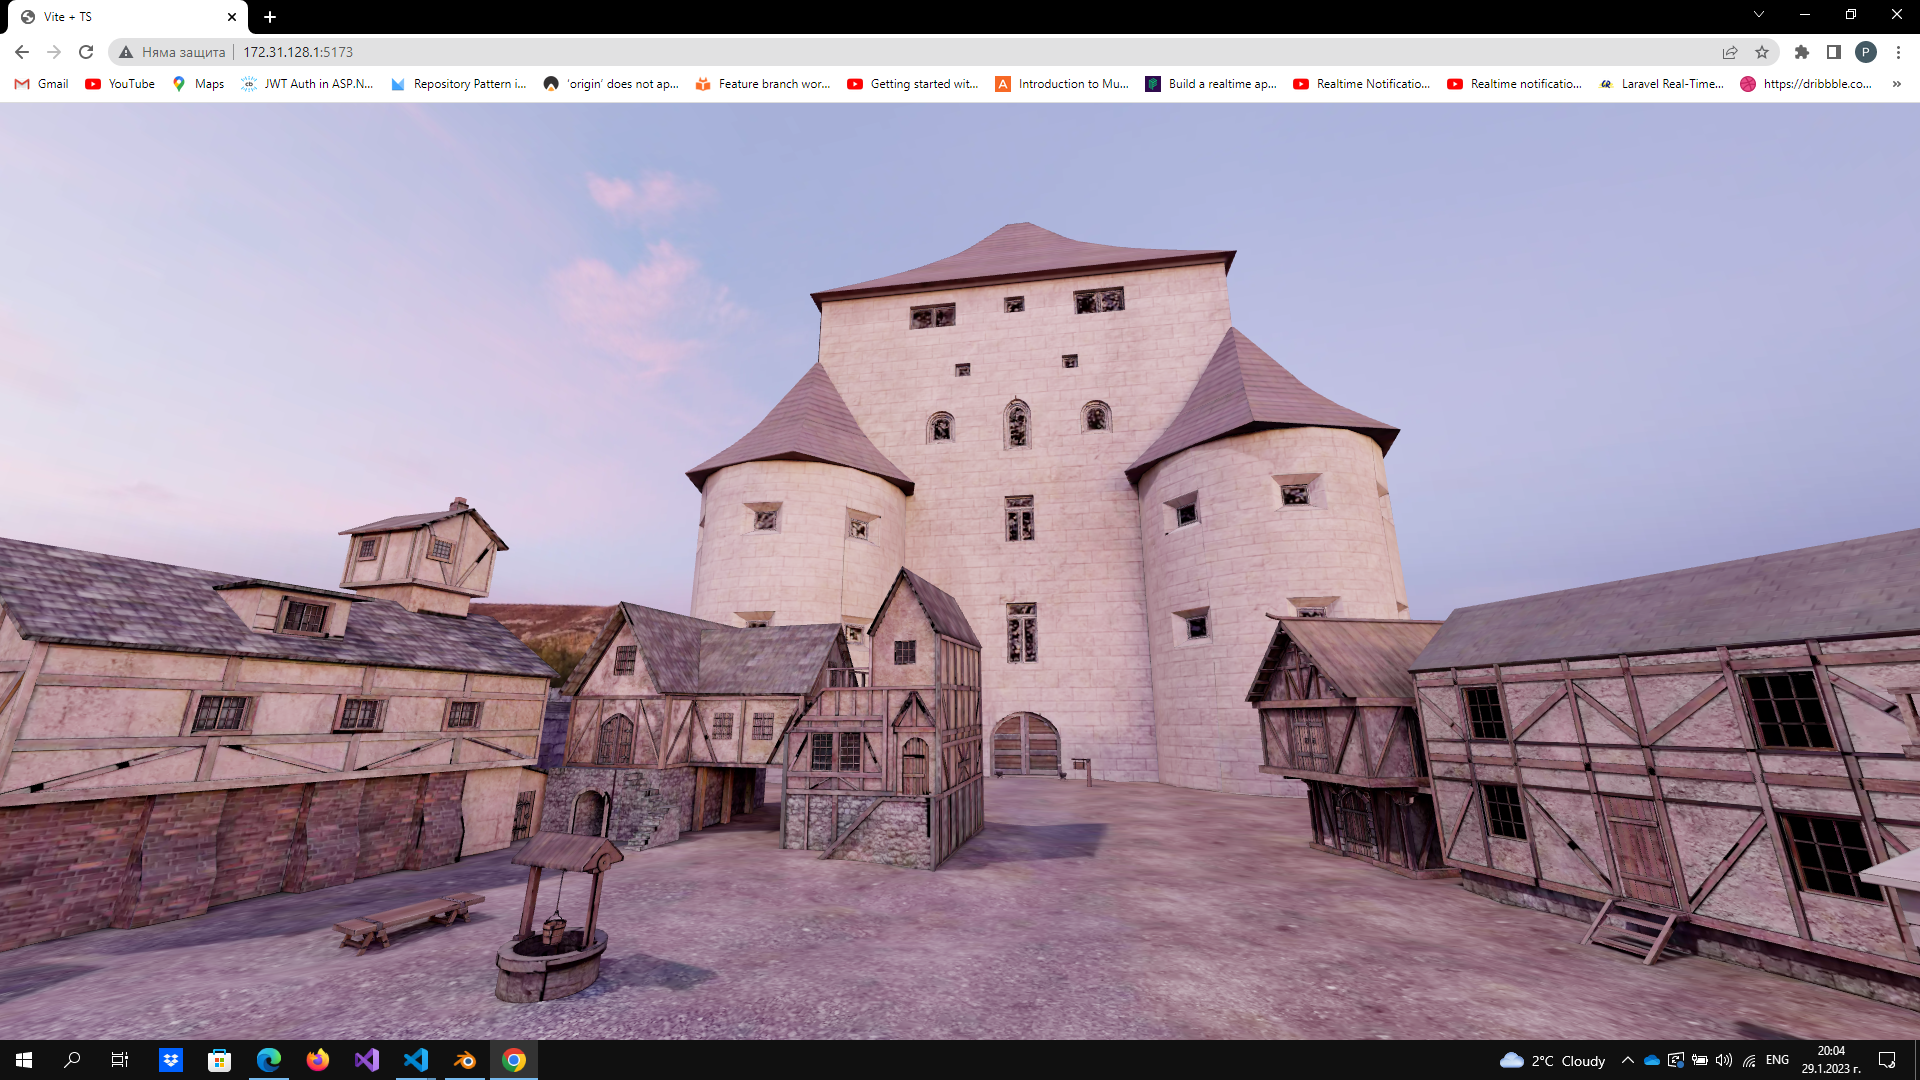 Vite + TS
Няма защита 172.31.128.1:5173
Gmail YouTube Maps JWT Auth in ASP.N... Repository Pattern i... 'origin' does not ap... Feature branch wor... Getting started wit... Introduction to Mu... Build a realtime ap... Realtime Notificatio... Realtime notificatio... Laravel Real-Time... https://dribbble.co... »
2°C Cloudy ENG 20:04
29.1.2023 г.